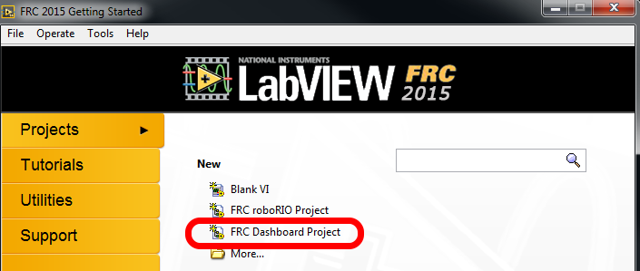 FRC 2015 Getting Started
File Operate Tools Help
NATIONAL INSTRUMENTS
LabVIEW FRC 2015
Projects
Tutorials
Utilities
Support
New
Blank VI
FRC roboRIO Project
FRC Dashboard Project
More...